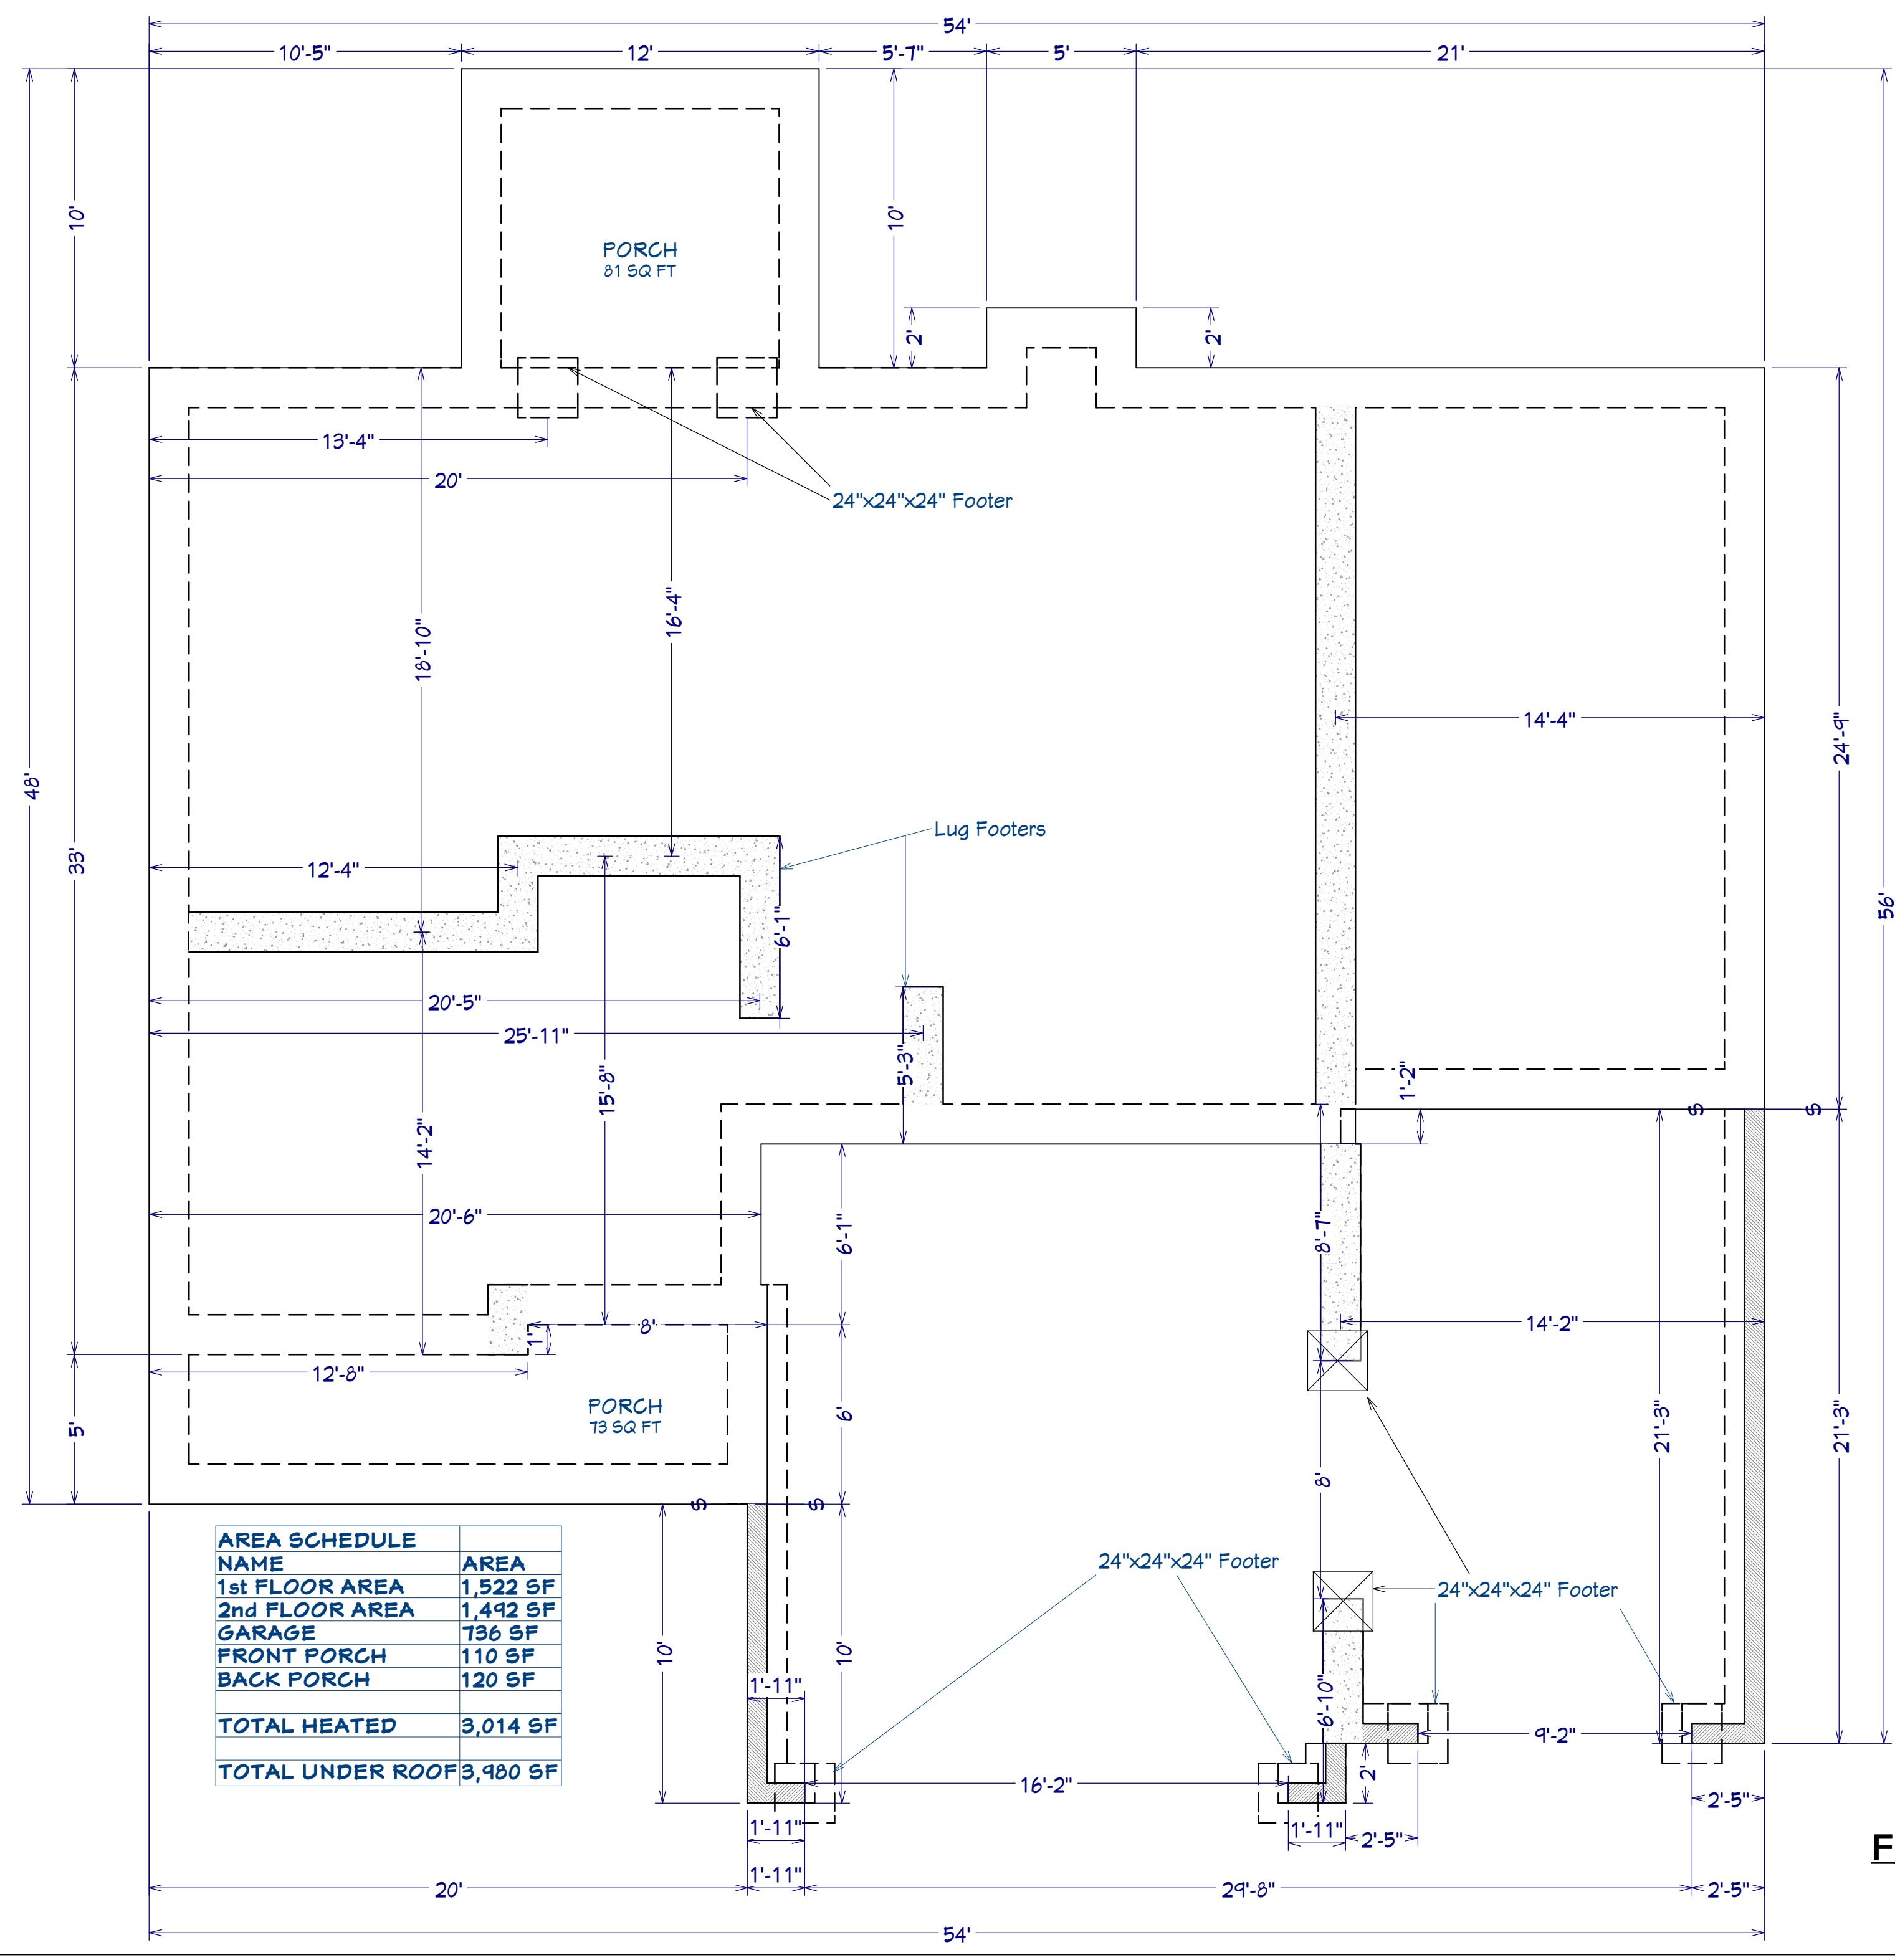 54'
10'-5" 12' 5'-7" 5' 21'
10' 10'
PORCH
81 SQ FT
2' 2'
13'-4"
20'
24"x24"x24" Footer
16'-4"
18'-10"
14'-4"
24'-9"
48'
Lug Footers
33'
12'-4"
56'
6'-1"
20'-5"
25'-11"
5'-3"
15'-8"
1'-2"
S S
14'-2"
20'-6"
6'-1"
8'-7"
8'
1'
14'-2"
12'-8"
PORCH
73 SQ FT
5'
6'
21'-3"
21'-3"
8'
S S
AREA SCHEDULE
NAME AREA
1st FLOOR AREA 1,522 SF
2nd FLOOR AREA 1,492 SF
GARAGE 736 SF
FRONT PORCH 110 SF
BACK PORCH 120 SF
TOTAL HEATED 3,014 SF
TOTAL UNDER ROOF 3,980 SF
24"x24"x24" Footer
24"x24"x24" Footer
10'
10'
1'-11"
6'-10"
9'-2"
16'-2"
2'
2'-5"
1'-11"
1'-11"
2'-5"
F
1'-11"
20' 29'-8" 2'-5"
54'